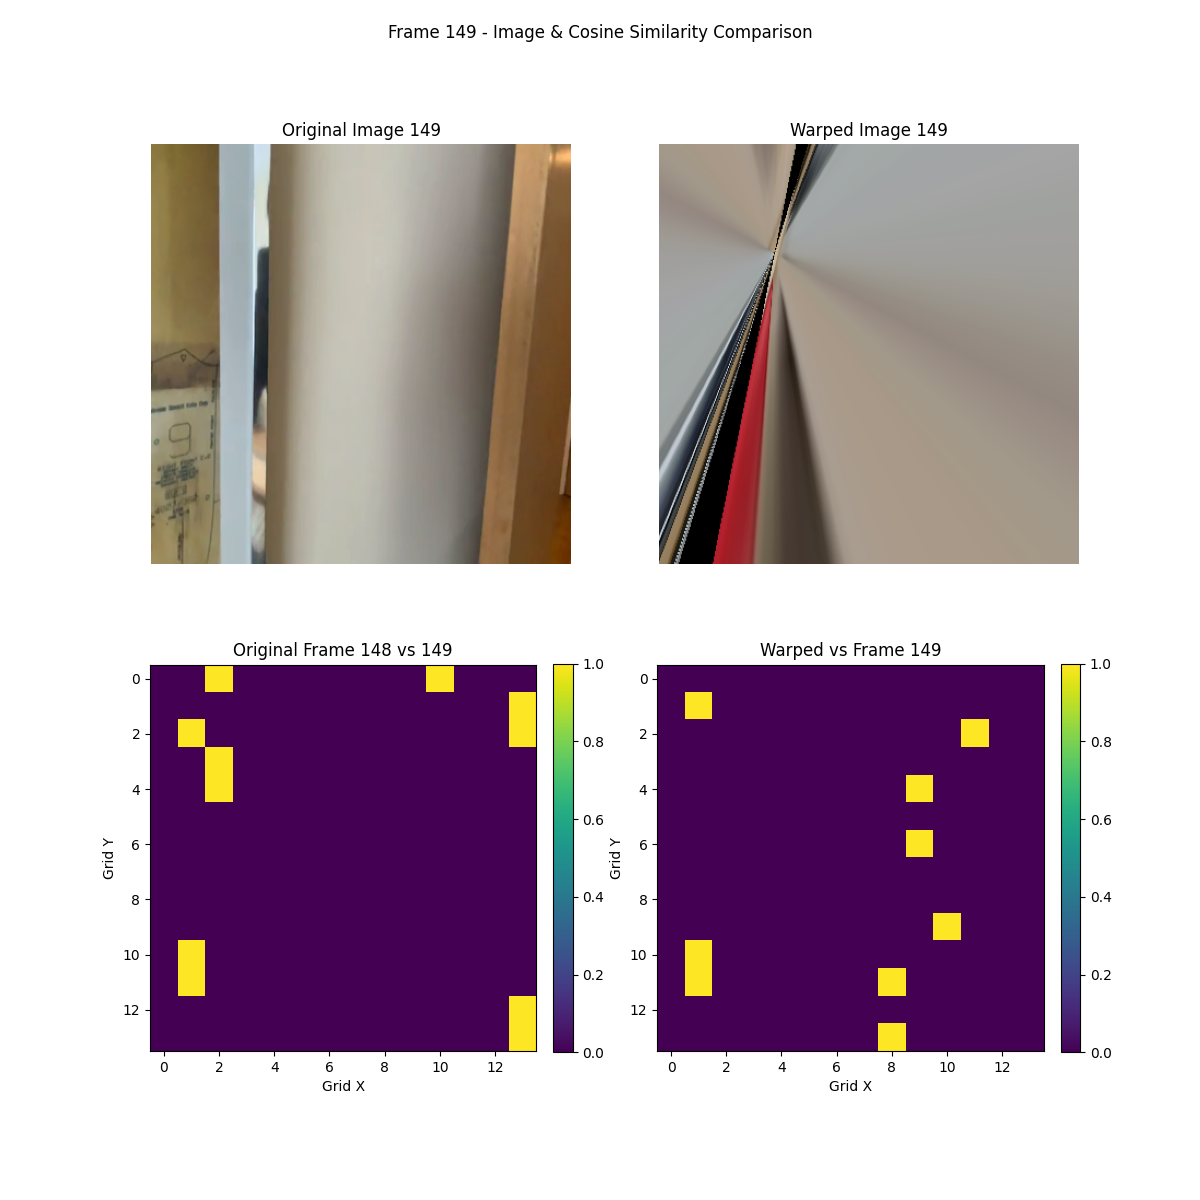 Frame 149 - Image & Cosine Similarity Comparison
Original Image 149
Warped Image 149
9
Original Frame 148 vs 149
Warped vs Frame 149
0
2
4
6
8
10
12
Grid Y
0 2 4 6 8 10 12
Grid X
1.0
0.8
0.6
0.4
0.2
0.0
0
2
4
6
8
10
12
Grid Y
0 2 4 6 8 10 12
Grid X
1.0
0.8
0.6
0.4
0.2
0.0